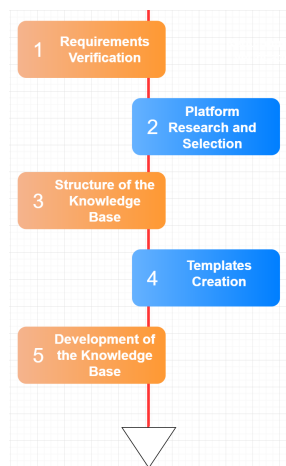 1 Requirements
Verification
Platform
2 Research and
Selection
Structure of the
3 Knowledge
Base
Templates
4 Creation
Development of
5 the Knowledge
Base